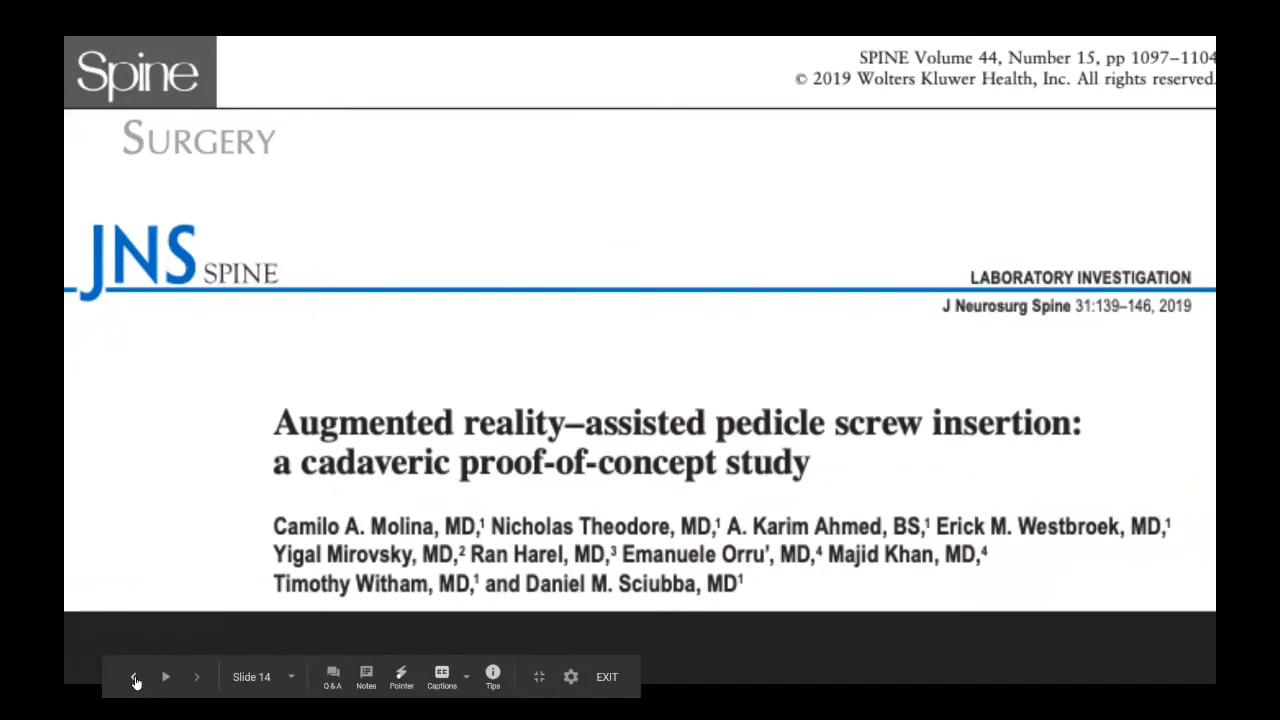 Spine
SPINE Volume 44, Number 15, pp 1097–1104
© 2019 Wolters Kluwer Health, Inc. All rights reserved.
SURGERY
JNS SPINE
LABORATORY INVESTIGATION
J Neurosurg Spine 31:139–146, 2019
Augmented reality–assisted pedicle screw insertion:
a cadaveric proof-of-concept study
Camilo A. Molina, MD,¹ Nicholas Theodore, MD,¹ A. Karim Ahmed, BS,¹ Erick M. Westbroek, MD,¹
Yigal Mirovsky, MD,² Ran Harel, MD,³ Emanuele Orru', MD,⁴ Majid Khan, MD,⁴
Timothy Witham, MD,¹ and Daniel M. Sciubba, MD¹
Slide 14
Q & A
Notes
Pointer
Captions
Tips
EXIT